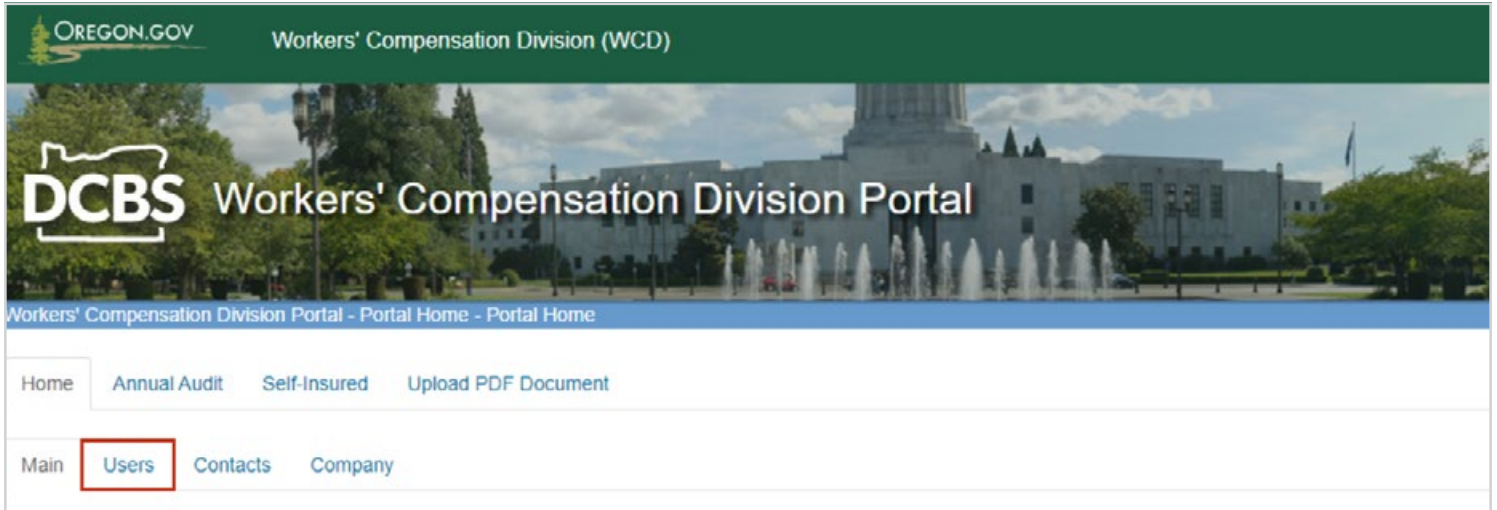 OREGON.GOV Workers' Compensation Division (WCD)
DCBS Workers' Compensation Division Portal
Workers' Compensation Division Portal - Portal Home - Portal Home
Home Annual Audit Self-Insured Upload PDF Document
Main Users Contacts Company